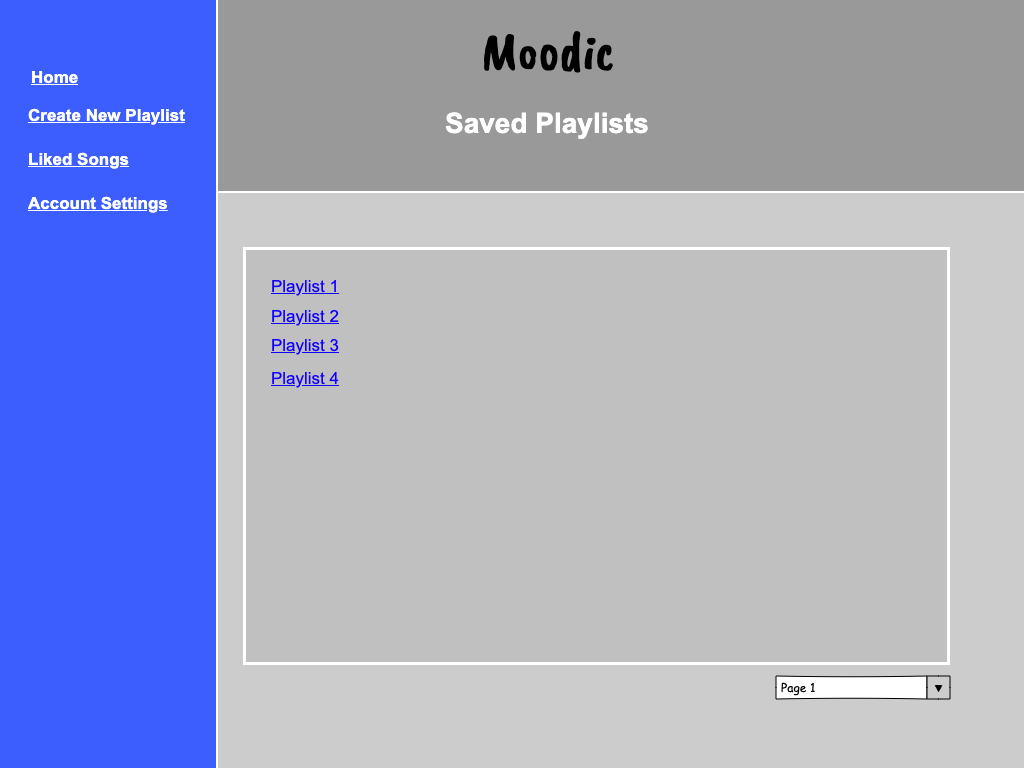 Home
Create New Playlist
Liked Songs
Account Settings
Moodic
Saved Playlists
Playlist 1
Playlist 2
Playlist 3
Playlist 4
Page 1